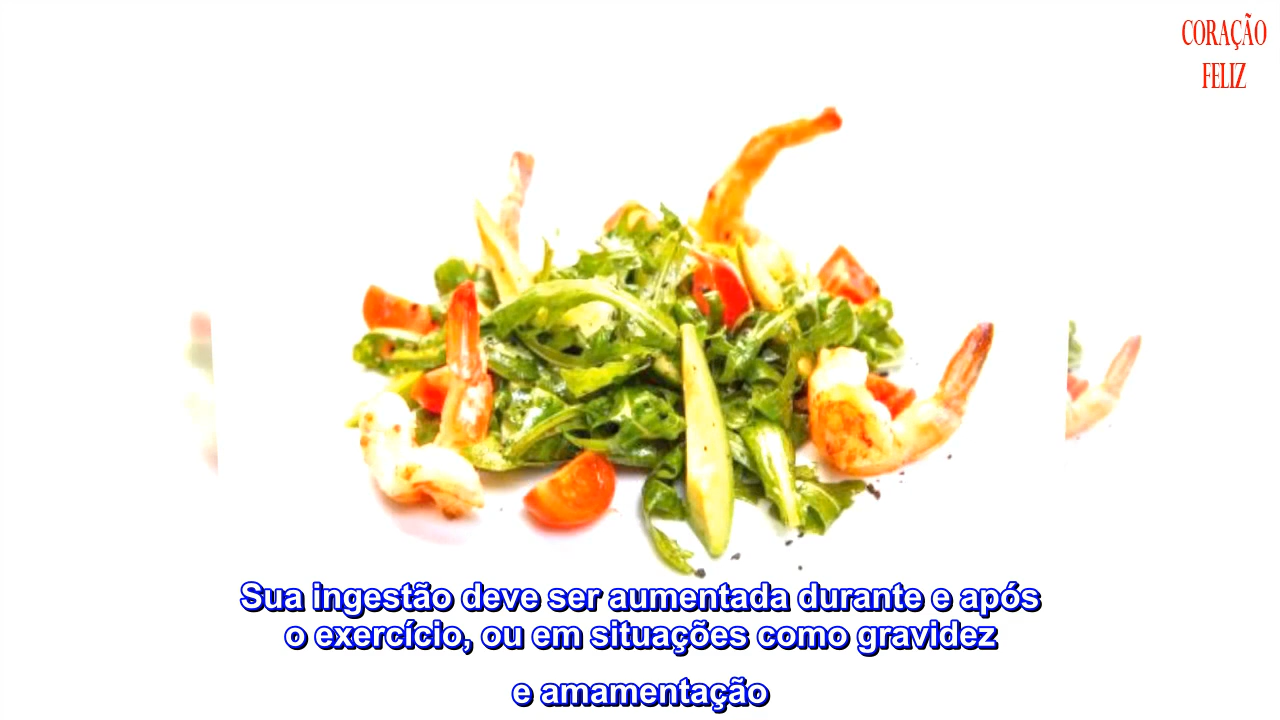 CORAÇÃO
FELIZ
Sua ingestão deve ser aumentada durante e após
o exercício, ou em situações como gravidez
e amamentação